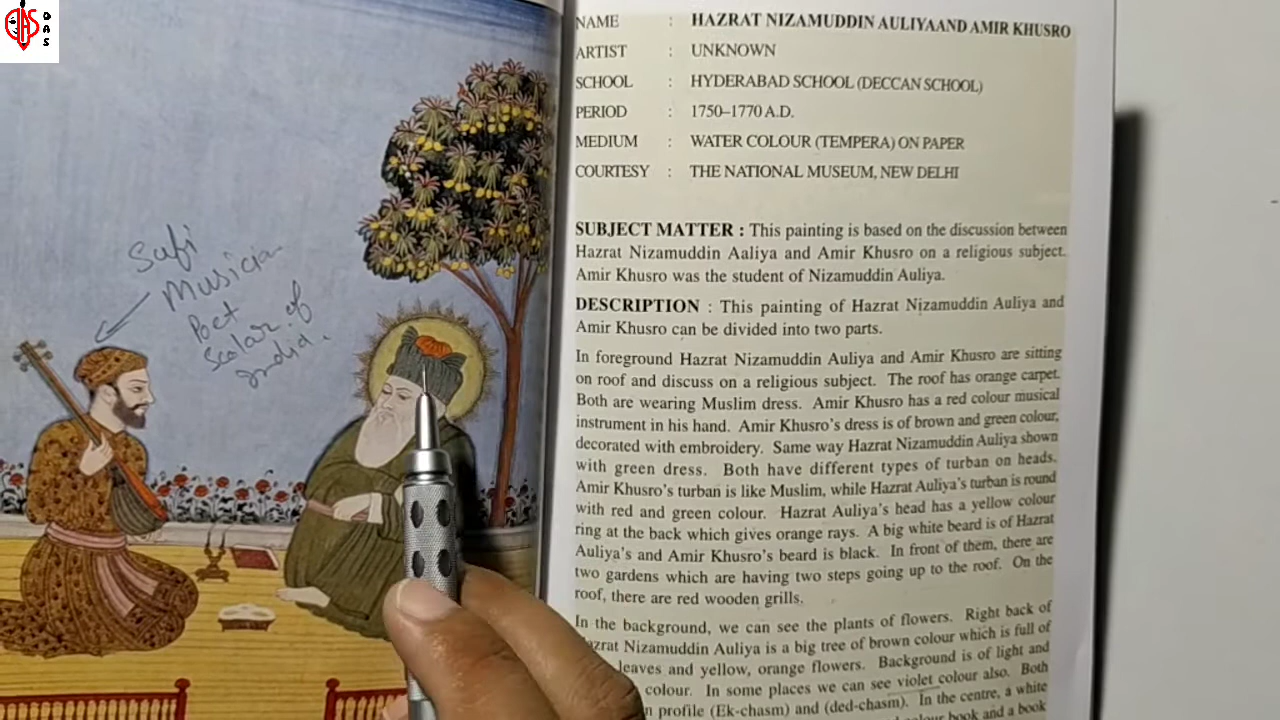 DAS
Sufi
Musician
Poet
Scalar of
India.
NAME : HAZRAT NIZAMUDDIN AULIYAAND AMIR KHUSRO
ARTIST : UNKNOWN
SCHOOL : HYDERABAD SCHOOL (DECCAN SCHOOL)
PERIOD : 1750–1770 A.D.
MEDIUM : WATER COLOUR (TEMPERA) ON PAPER
COURTESY : THE NATIONAL MUSEUM, NEW DELHI
SUBJECT MATTER : This painting is based on the discussion between
Hazrat Nizamuddin Aaliya and Amir Khusro on a religious subject.
Amir Khusro was the student of Nizamuddin Auliya.
DESCRIPTION : This painting of Hazrat Nizamuddin Auliya and
Amir Khusro can be divided into two parts.
In foreground Hazrat Nizamuddin Auliya and Amir Khusro are sitting
on roof and discuss on a religious subject. The roof has orange carpet.
Both are wearing Muslim dress. Amir Khusro has a red colour musical
instrument in his hand. Amir Khusro's dress is of brown and green colour,
decorated with embroidery. Same way Hazrat Nizamuddin Auliya shown
with green dress. Both have different types of turban on heads.
Amir Khusro's turban is like Muslim, while Hazrat Auliya's turban is round
with red and green colour. Hazrat Auliya's head has a yellow colour
ring at the back which gives orange rays. A big white beard is of Hazrat
Auliya's and Amir Khusro's beard is black. In front of them, there are
two gardens which are having two steps going up to the roof. On the
roof, there are red wooden grills.
In the background, we can see the plants of flowers. Right back of
Nizamuddin Auliya is a big tree of brown colour which is full of
leaves and yellow, orange flowers. Background is of light and
colour. In some places we can see violet colour also. Both
profile (Ek-chasm) and (ded-chasm). In the centre, a white
colour book and a book